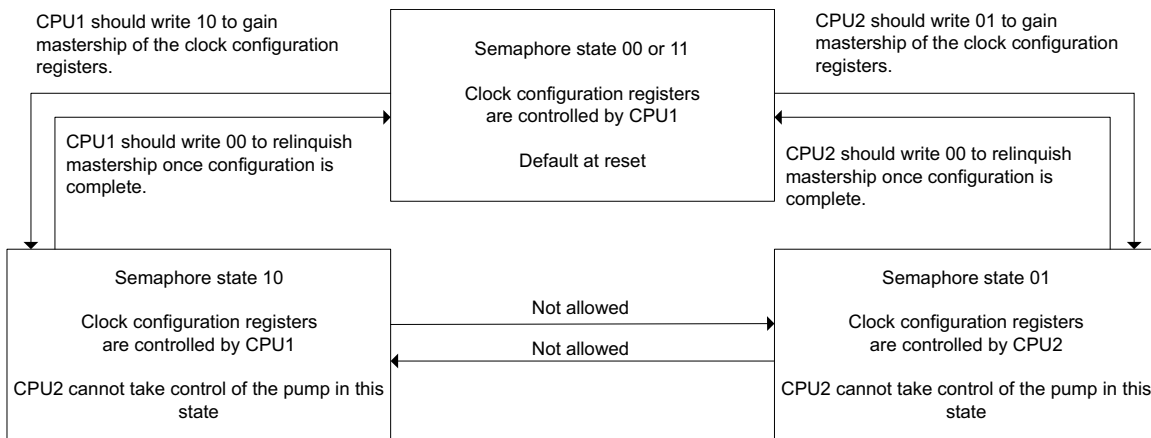 CPU1 should write 10 to gain
mastership of the clock configuration
registers.
Semaphore state 00 or 11
Clock configuration registers
are controlled by CPU1
Default at reset
CPU2 should write 01 to gain
mastership of the clock configuration
registers.
CPU1 should write 00 to relinquish
mastership once configuration is
complete.
CPU2 should write 00 to relinquish
mastership once configuration is
complete.
Semaphore state 10
Clock configuration registers
are controlled by CPU1
CPU2 cannot take control of the pump in this
state
Not allowed
Not allowed
Semaphore state 01
Clock configuration registers
are controlled by CPU2
CPU2 cannot take control of the pump in this
state